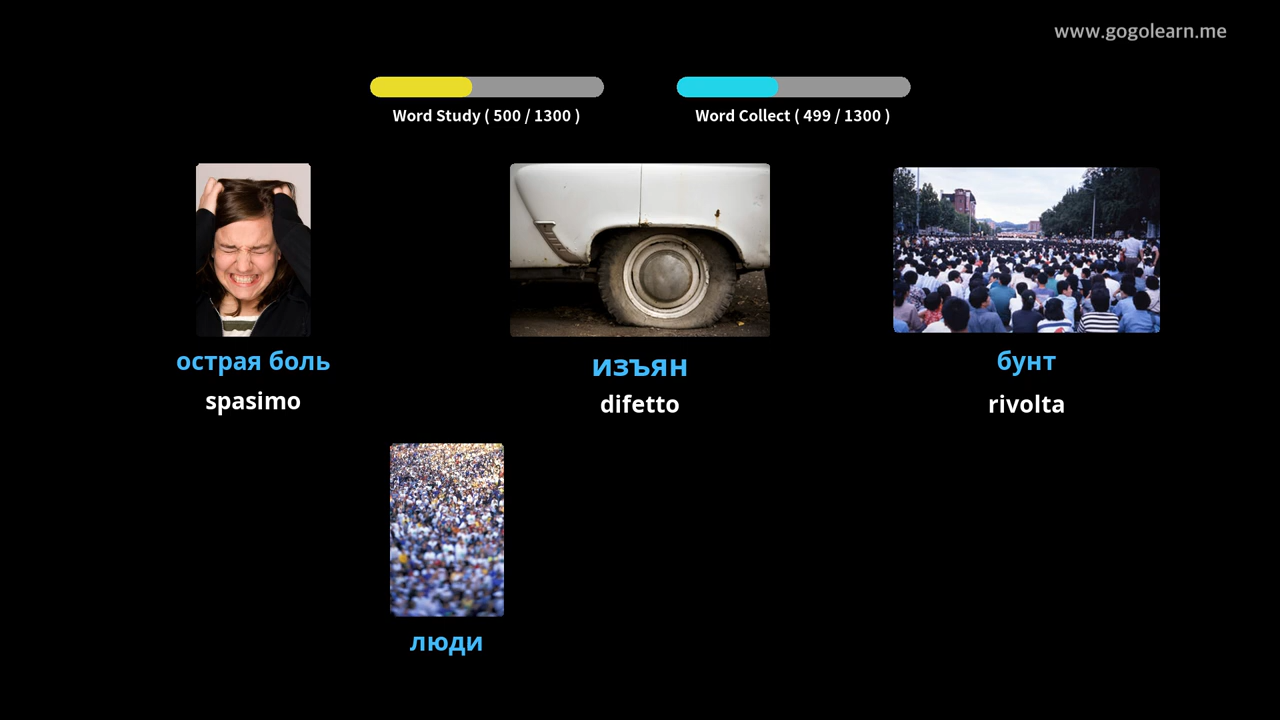 www.gogolearn.me
Word Study ( 500 / 1300 )
Word Collect ( 499 / 1300 )
острая боль
spasimo
изъян
difetto
бунт
rivolta
люди